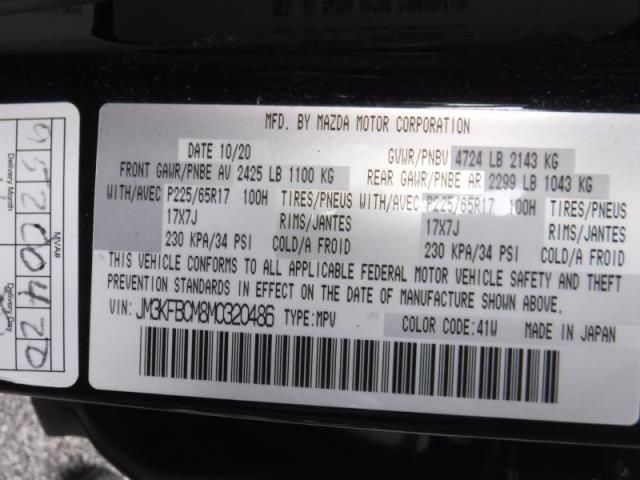 MFD. BY MAZDA MOTOR CORPORATION
DATE 10/20 GVWR/PNBV 4724 LB 2143 KG
FRONT GAWR/PNBE AV 2425 LB 1100 KG REAR GAWR/PNBE AR 2299 LB 1043 KG
WITH/AVEC P225/65R17 100H TIRES/PNEUS WITH/AVEC P225/65R17 100H TIRES/PNEUS
17X7J RIMS/JANTES 17X7J RIMS/JANTES
230 KPA/34 PSI COLD/A FROID 230 KPA/34 PSI COLD/A FROID
THIS VEHICLE CONFORMS TO ALL APPLICABLE FEDERAL MOTOR VEHICLE SAFETY AND THEFT
PREVENTION STANDARDS IN EFFECT ON THE DATE OF MANUFACTURE SHOWN ABOVE.
VIN: JM3KFBCM8M0320486 TYPE:MPV COLOR CODE:41W MADE IN JAPAN
Delivery Month
MVA#
Delivery Day